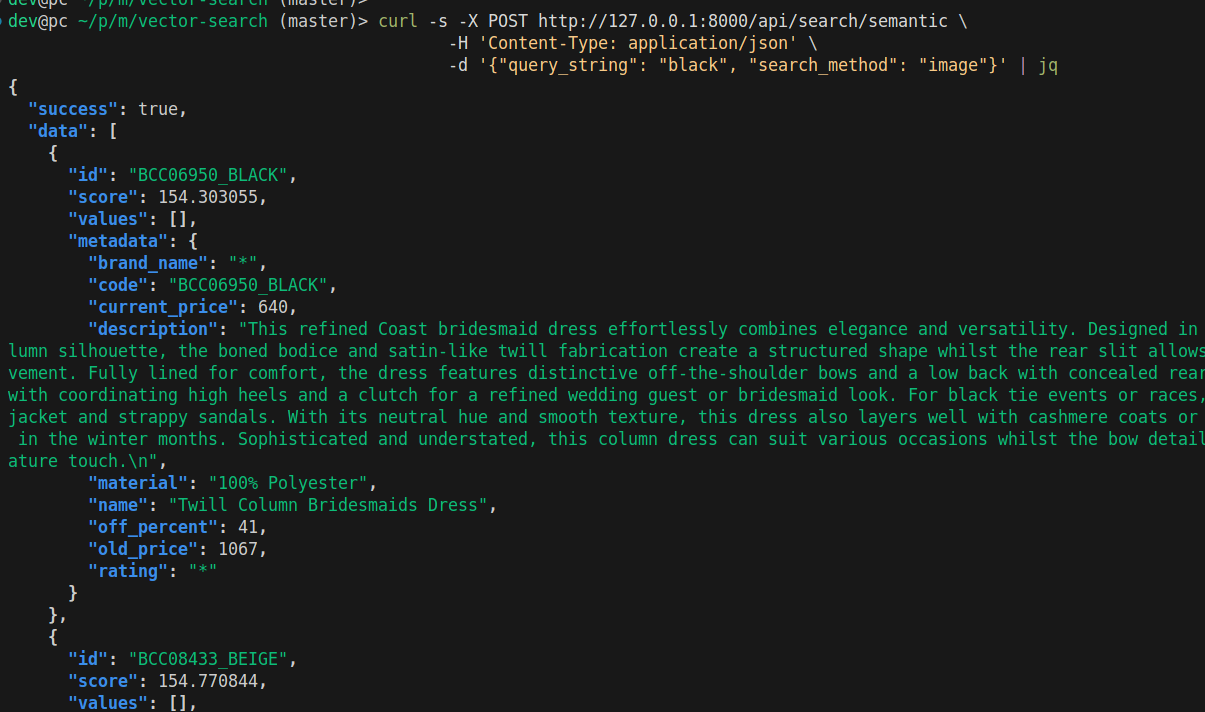 dev@pc ~/p/m/vector-search (master)>
dev@pc ~/p/m/vector-search (master)> curl -s -X POST http://127.0.0.1:8000/api/search/semantic \
-H 'Content-Type: application/json' \
-d '{"query_string": "black", "search_method": "image"}' | jq
{
"success": true,
"data": [
{
"id": "BCC06950_BLACK",
"score": 154.303055,
"values": [],
"metadata": {
"brand_name": "*",
"code": "BCC06950_BLACK",
"current_price": 640,
"description": "This refined Coast bridesmaid dress effortlessly combines elegance and versatility. Designed in
lumn silhouette, the boned bodice and satin-like twill fabrication create a structured shape whilst the rear slit allows
vement. Fully lined for comfort, the dress features distinctive off-the-shoulder bows and a low back with concealed rear
with coordinating high heels and a clutch for a refined wedding guest or bridesmaid look. For black tie events or races,
jacket and strappy sandals. With its neutral hue and smooth texture, this dress also layers well with cashmere coats or
in the winter months. Sophisticated and understated, this column dress can suit various occasions whilst the bow detail
ature touch.\n",
"material": "100% Polyester",
"name": "Twill Column Bridesmaids Dress",
"off_percent": 41,
"old_price": 1067,
"rating": "*"
}
},
{
"id": "BCC08433_BEIGE",
"score": 154.770844,
"values": [],